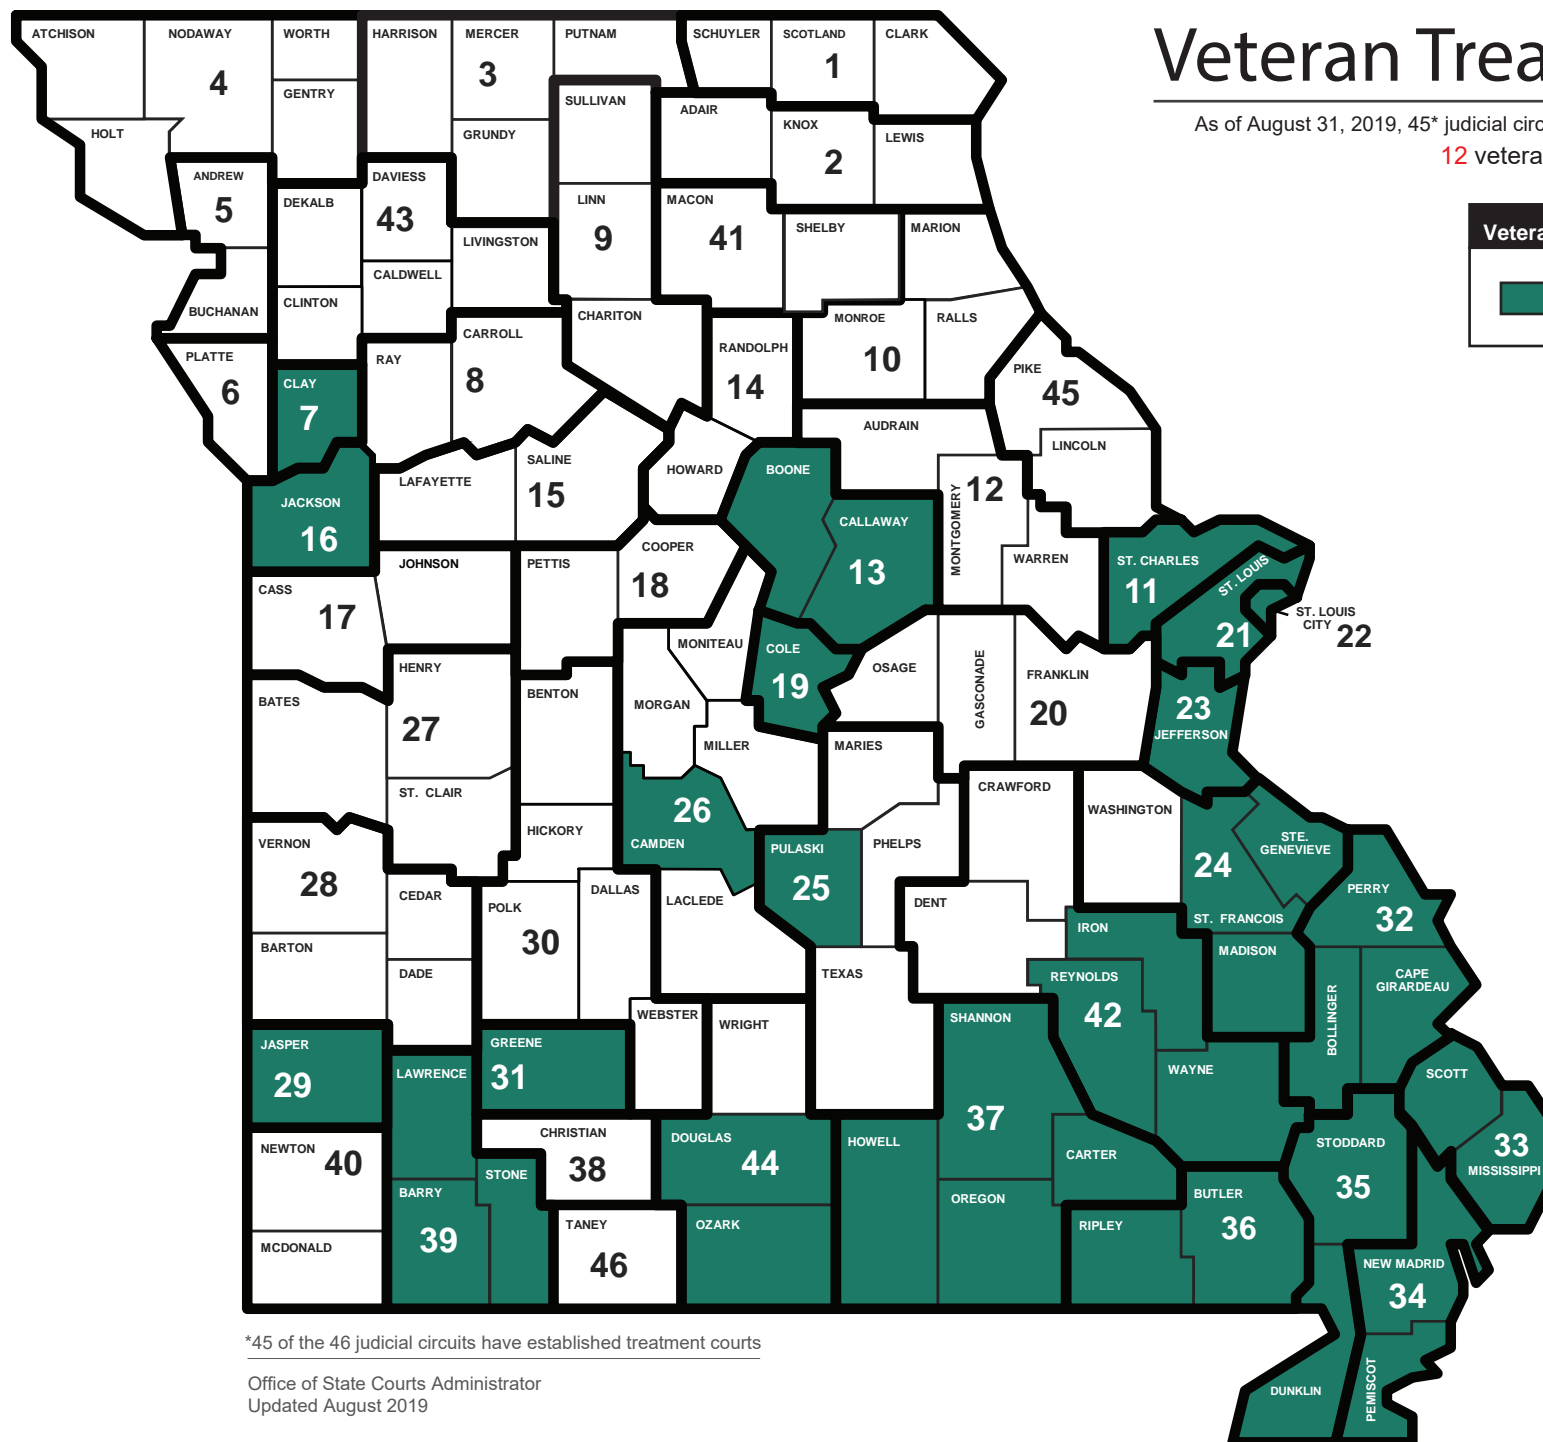 Veteran Trea
As of August 31, 2019, 45* judicial circ
12 vetera
Vetera
ATCHISON
NODAWAY
WORTH
HARRISON
MERCER
PUTNAM
SCHUYLER
SCOTLAND
CLARK
4
3
1
GENTRY
SULLIVAN
ADAIR
KNOX
HOLT
GRUNDY
LEWIS
2
ANDREW
5
DEKALB
DAVIESS
43
LINN
9
MACON
41
SHELBY
MARION
LIVINGSTON
CALDWELL
BUCHANAN
CLINTON
CHARITON
MONROE
RALLS
CARROLL
8
RANDOLPH
14
10
PLATTE
6
RAY
PIKE
45
CLAY
7
AUDRAIN
LINCOLN
SALINE
15
HOWARD
BOONE
LAFAYETTE
12
MONTGOMERY
JACKSON
16
CALLAWAY
13
COOPER
18
JOHNSON
PETTIS
WARREN
ST. CHARLES
11
ST. LOUIS
21
ST. LOUIS
CITY 22
CASS
17
MONITEAU
COLE
19
OSAGE
GASCONADE
FRANKLIN
20
HENRY
27
BENTON
BATES
MORGAN
MILLER
MARIES
23
JEFFERSON
ST. CLAIR
CRAWFORD
WASHINGTON
26
CAMDEN
HICKORY
VERNON
28
PULASKI
25
PHELPS
STE.
GENEVIEVE
24
ST. FRANCOIS
CEDAR
POLK
30
DALLAS
LACLEDE
DENT
PERRY
32
IRON
BARTON
DADE
TEXAS
REYNOLDS
42
MADISON
CAPE
GIRARDEAU
BOLLINGER
WEBSTER
WRIGHT
SHANNON
37
JASPER
29
LAWRENCE
GREENE
31
WAYNE
SCOTT
NEWTON
40
CHRISTIAN
38
DOUGLAS
44
HOWELL
CARTER
STODDARD
35
33
MISSISSIPPI
STONE
BARRY
39
OREGON
BUTLER
36
TANEY
46
OZARK
RIPLEY
MCDONALD
NEW MADRID
34
DUNKLIN
PEMISCOT
*45 of the 46 judicial circuits have established treatment courts
Office of State Courts Administrator
Updated August 2019